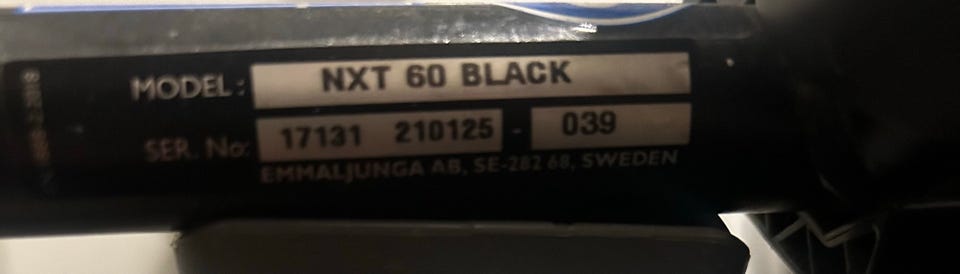 MODEL: NXT 60 BLACK
SER. No: 17131 210125 - 039
EMMALJUNGA AB, SE-282 68, SWEDEN